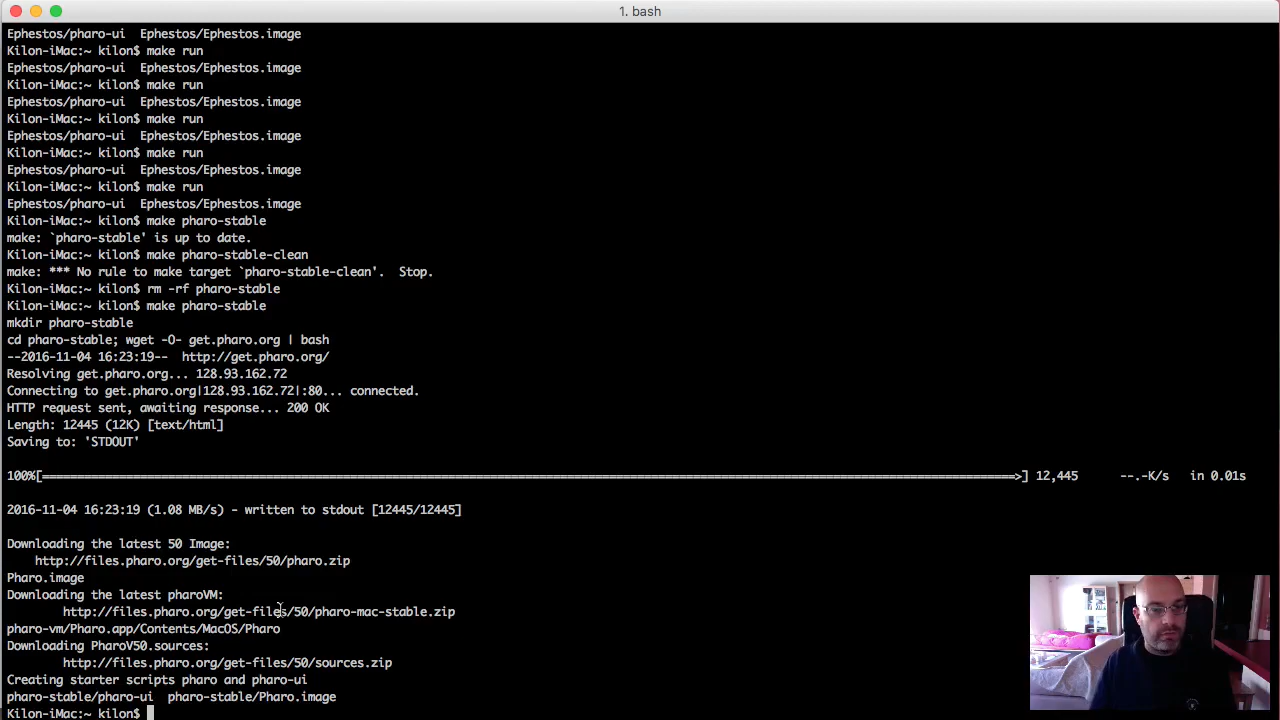 1. bash
Ephestos/pharo-ui  Ephestos/Ephestos.image
Kilon-iMac:~ kilon$ make run
Ephestos/pharo-ui  Ephestos/Ephestos.image
Kilon-iMac:~ kilon$ make run
Ephestos/pharo-ui  Ephestos/Ephestos.image
Kilon-iMac:~ kilon$ make run
Ephestos/pharo-ui  Ephestos/Ephestos.image
Kilon-iMac:~ kilon$ make run
Ephestos/pharo-ui  Ephestos/Ephestos.image
Kilon-iMac:~ kilon$ make run
Ephestos/pharo-ui  Ephestos/Ephestos.image
Kilon-iMac:~ kilon$ make pharo-stable
make: `pharo-stable' is up to date.
Kilon-iMac:~ kilon$ make pharo-stable-clean
make: *** No rule to make target `pharo-stable-clean'.  Stop.
Kilon-iMac:~ kilon$ rm -rf pharo-stable
Kilon-iMac:~ kilon$ make pharo-stable
mkdir pharo-stable
cd pharo-stable; wget -O- get.pharo.org | bash
--2016-11-04 16:23:19--  http://get.pharo.org/
Resolving get.pharo.org... 128.93.162.72
Connecting to get.pharo.org|128.93.162.72|:80... connected.
HTTP request sent, awaiting response... 200 OK
Length: 12445 (12K) [text/html]
Saving to: 'STDOUT'
100%[======================================>] 12,445      --.-K/s   in 0.01s
2016-11-04 16:23:19 (1.08 MB/s) - written to stdout [12445/12445]
Downloading the latest 50 Image:
    http://files.pharo.org/get-files/50/pharo.zip
Pharo.image
Downloading the latest pharoVM:
        http://files.pharo.org/get-files/50/pharo-mac-stable.zip
pharo-vm/Pharo.app/Contents/MacOS/Pharo
Downloading PharoV50.sources:
        http://files.pharo.org/get-files/50/sources.zip
Creating starter scripts pharo and pharo-ui
pharo-stable/pharo-ui  pharo-stable/Pharo.image
Kilon-iMac:~ kilon$